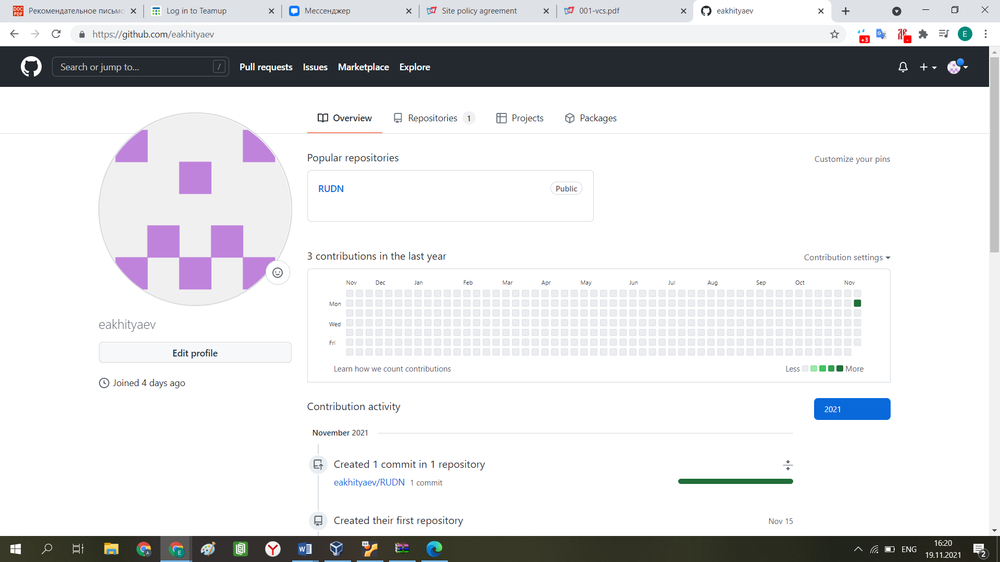 Рекомендательное письмо
Log in to Teamup
Мессенджер
Site policy agreement
001-vcs.pdf
eakhityaev
https://github.com/eakhityaev
+3
E
Search or jump to...
/
Pull requests
Issues
Marketplace
Explore
Overview
Repositories 1
Projects
Packages
Popular repositories
Customize your pins
RUDN
Public
3 contributions in the last year
Contribution settings
Nov Dec Jan Feb Mar Apr May Jun Jul Aug Sep Oct Nov
Mon
Wed
Fri
Learn how we count contributions
Less More
eakhityaev
Edit profile
Joined 4 days ago
Contribution activity
2021
November 2021
Created 1 commit in 1 repository
eakhityaev/RUDN 1 commit
Created their first repository
Nov 15
ENG
16:20
19.11.2021
2